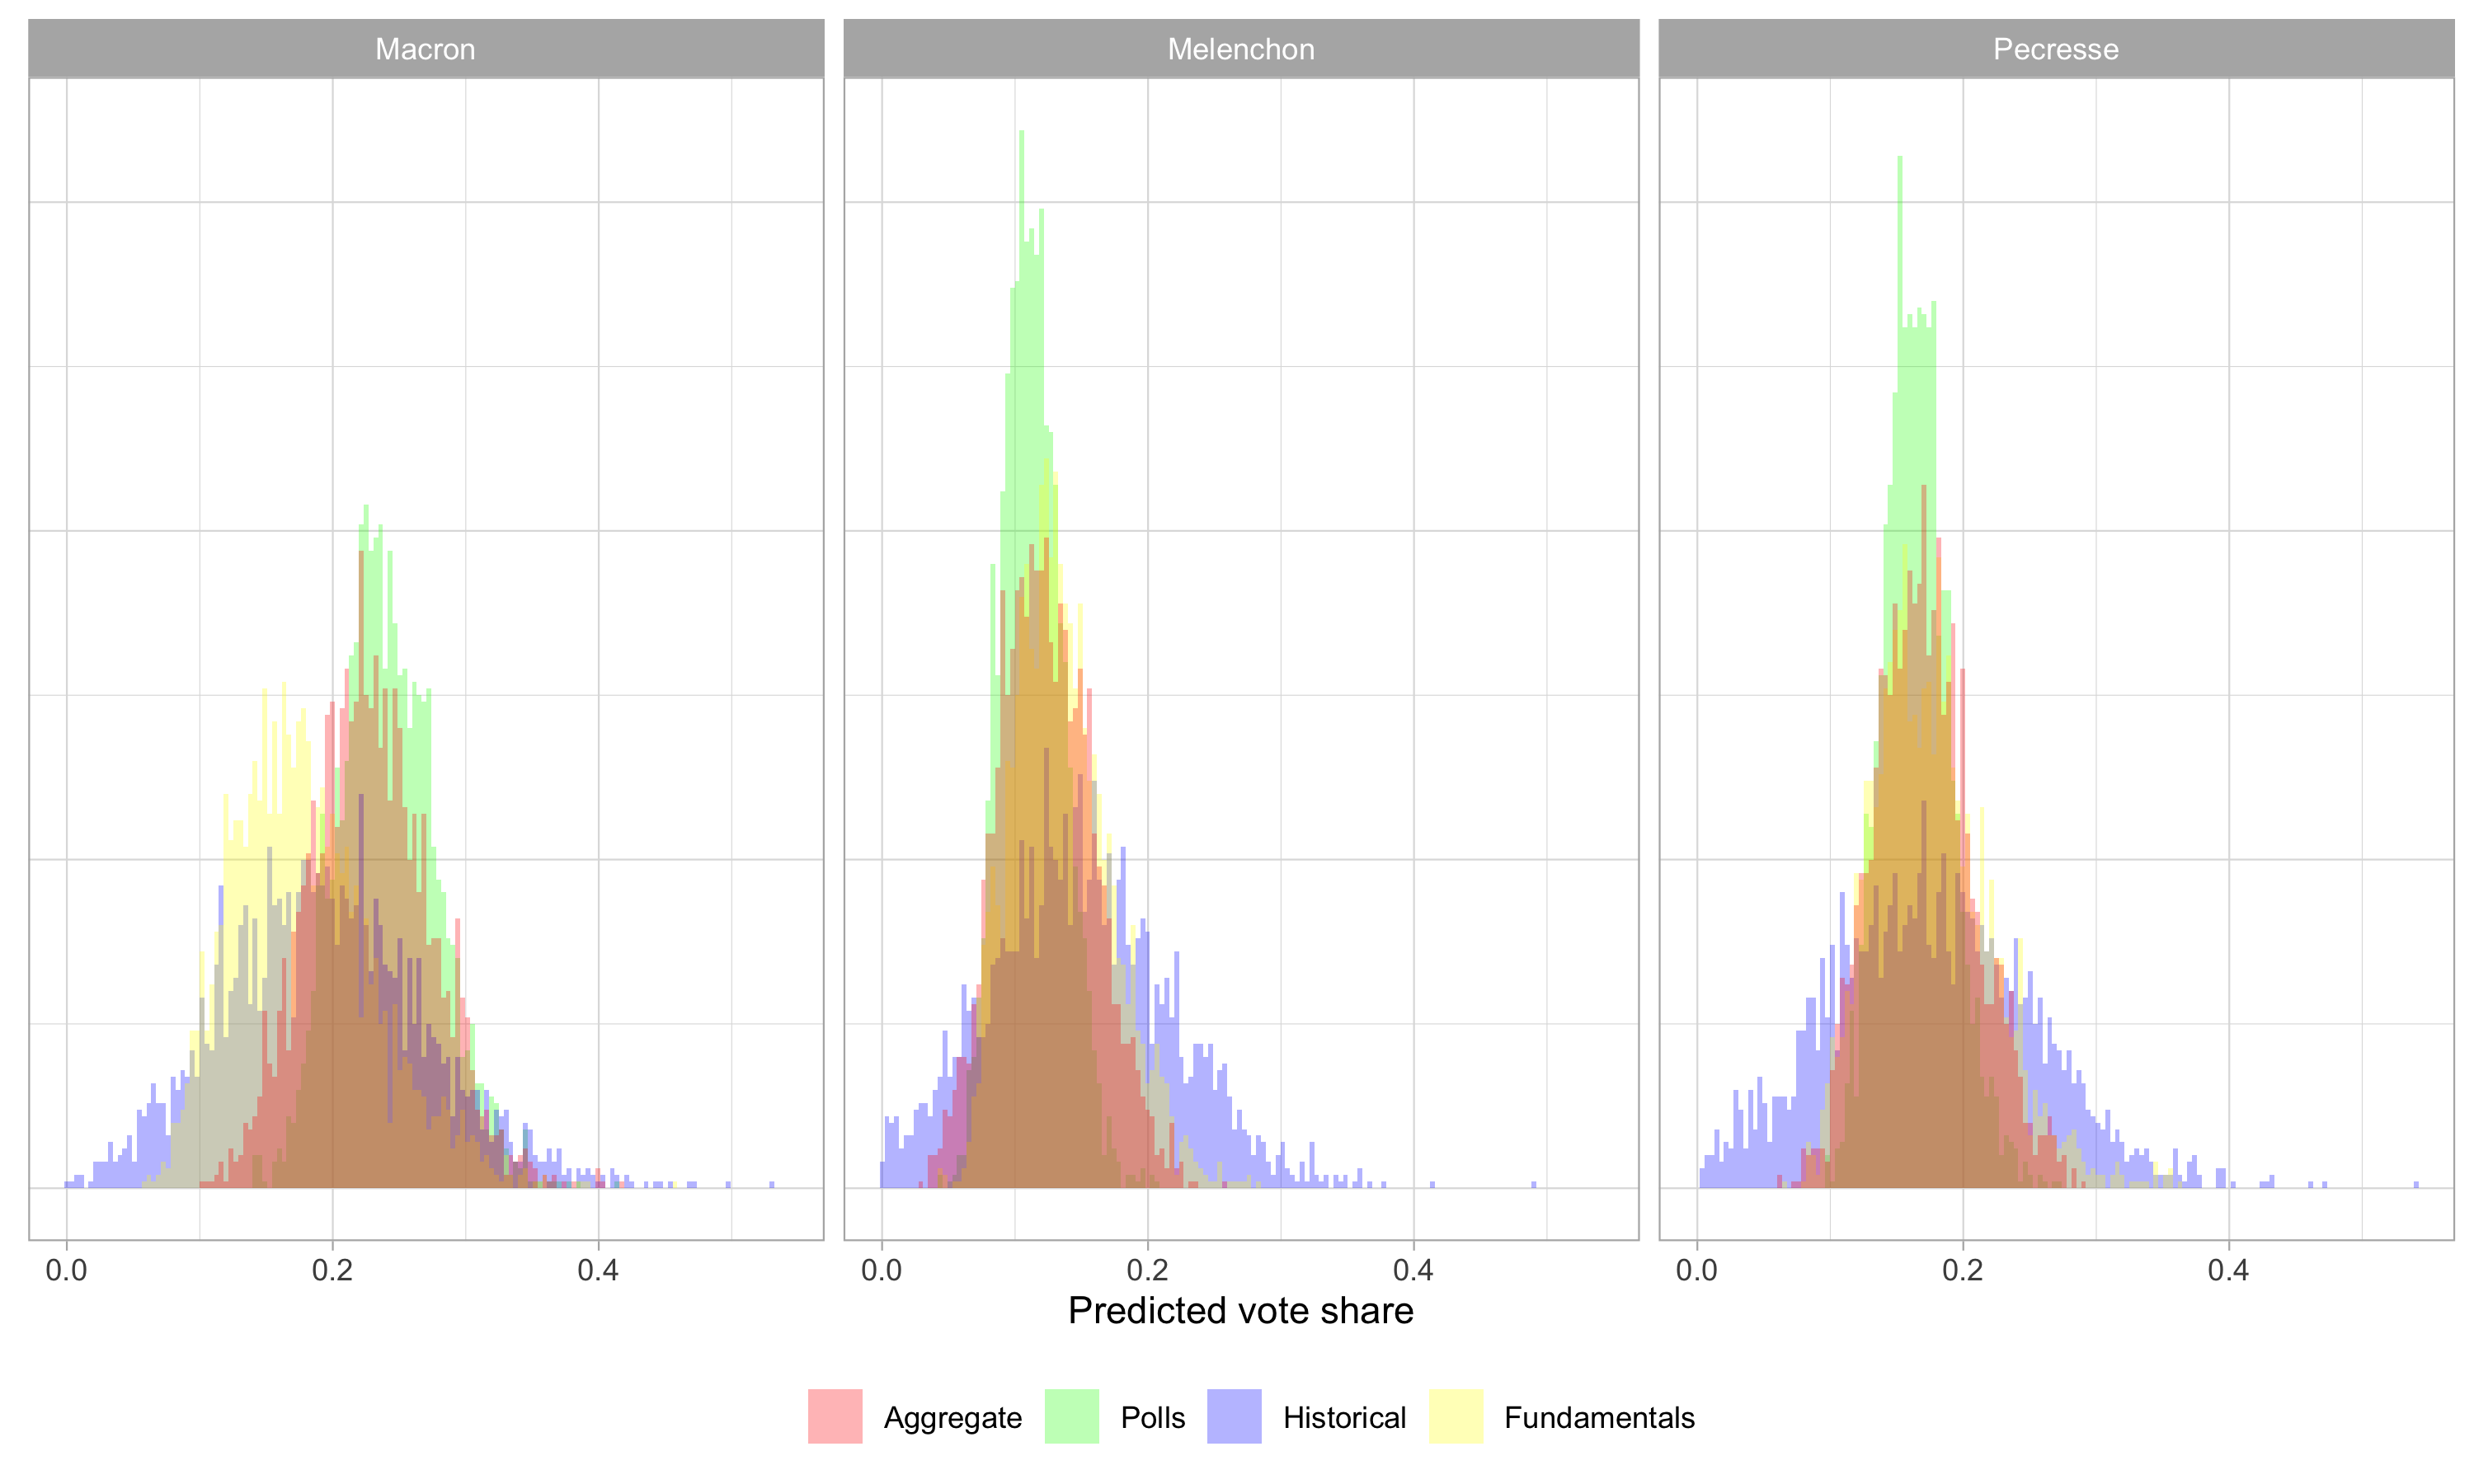 Macron Melenchon Pecresse
0.0 0.2 0.4 0.0 0.2 0.4 0.0 0.2 0.4
Predicted vote share
Aggregate Polls Historical Fundamentals